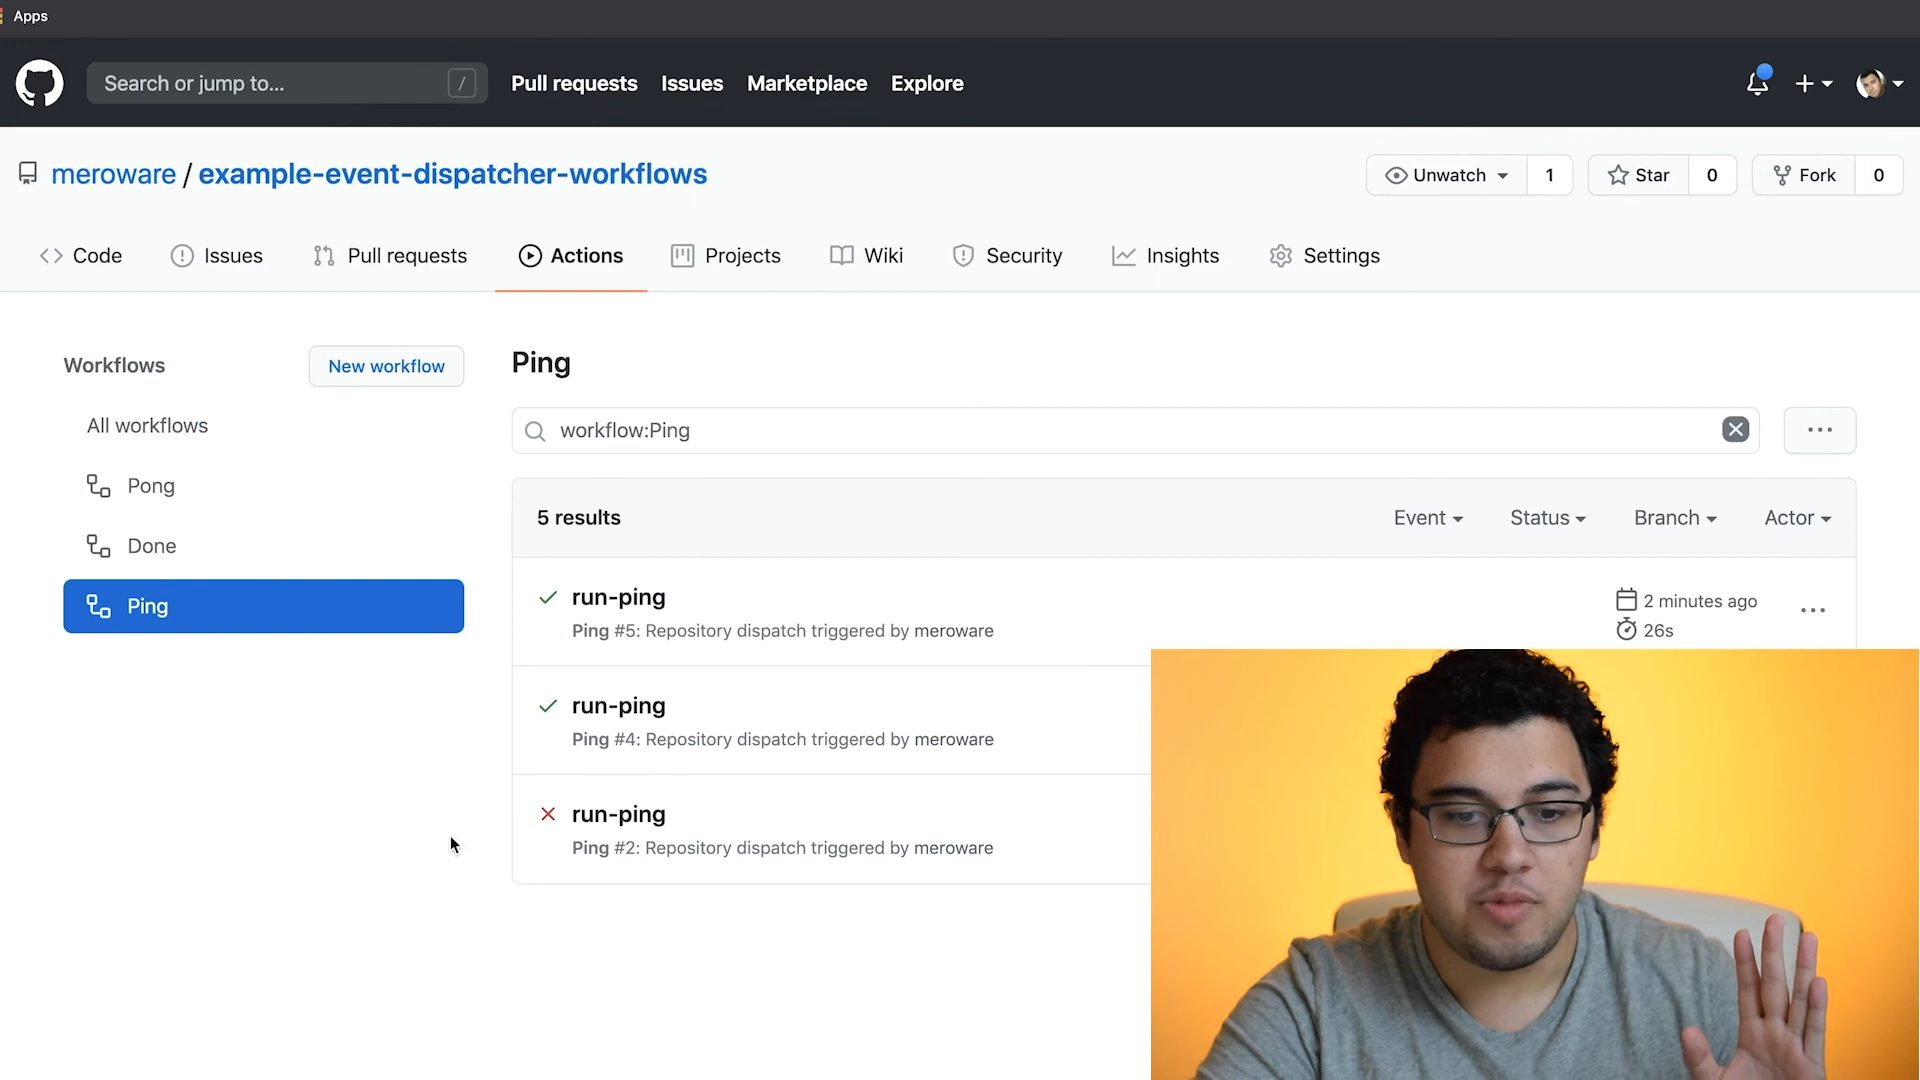 Apps
Search or jump to... /
Pull requests Issues Marketplace Explore
meroware / example-event-dispatcher-workflows
Unwatch 1 Star 0 Fork 0
Code Issues Pull requests Actions Projects Wiki Security Insights Settings
Workflows
New workflow
All workflows
Pong
Done
Ping
Ping
workflow:Ping
5 results
Event Status Branch Actor
run-ping
Ping #5: Repository dispatch triggered by meroware
2 minutes ago
26s
run-ping
Ping #4: Repository dispatch triggered by meroware
run-ping
Ping #2: Repository dispatch triggered by meroware